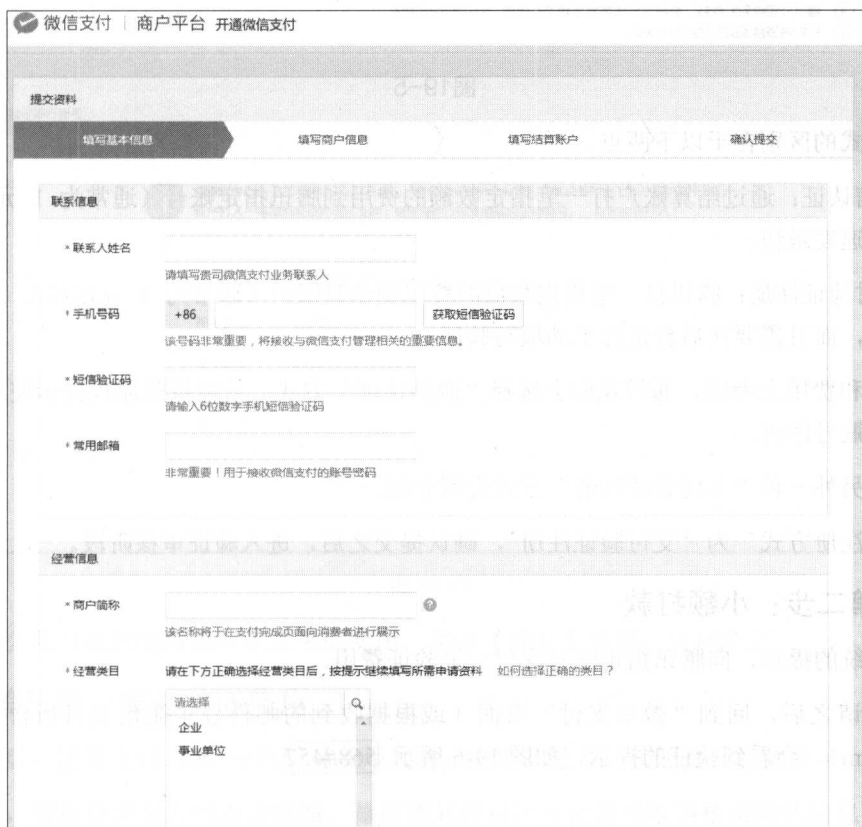 微信支付 | 商户平台 开通微信支付
提交资料
填写基本信息 填写商户信息 填写结算账户 确认提交
联系信息
* 联系人姓名
请填写贵司微信支付业务联系人
* 手机号码 +86 获取短信验证码
该号码非常重要，将接收与微信支付管理相关的重要信息。
* 短信验证码
请输入6位数字手机短信验证码
* 常用邮箱
非常重要！用于接收微信支付的账号密码
经营信息
* 商户简称
该名称将于在支付完成页面向消费者进行展示
* 经营类目 请在下方正确选择经营类目后，按提示继续填写所需申请资料 如何选择正确的类目？
请选择
企业
事业单位